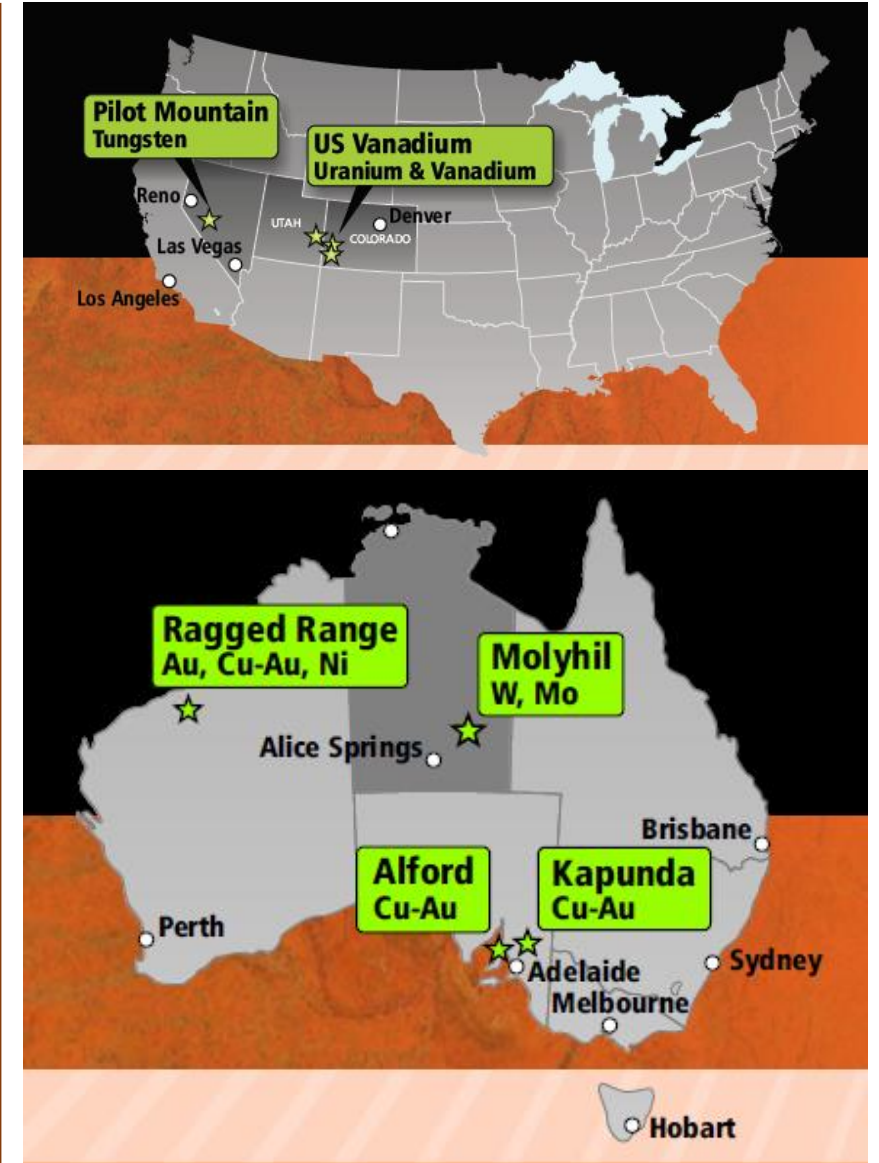 Pilot Mountain
Tungsten
US Vanadium
Uranium & Vanadium
Reno
Denver
UTAH
COLORADO
Las Vegas
Los Angeles
Ragged Range
Au, Cu-Au, Ni
Molyhil
W, Mo
Alice Springs
Brisbane
Alford
Cu-Au
Kapunda
Cu-Au
Perth
Adelaide
Sydney
Melbourne
Hobart